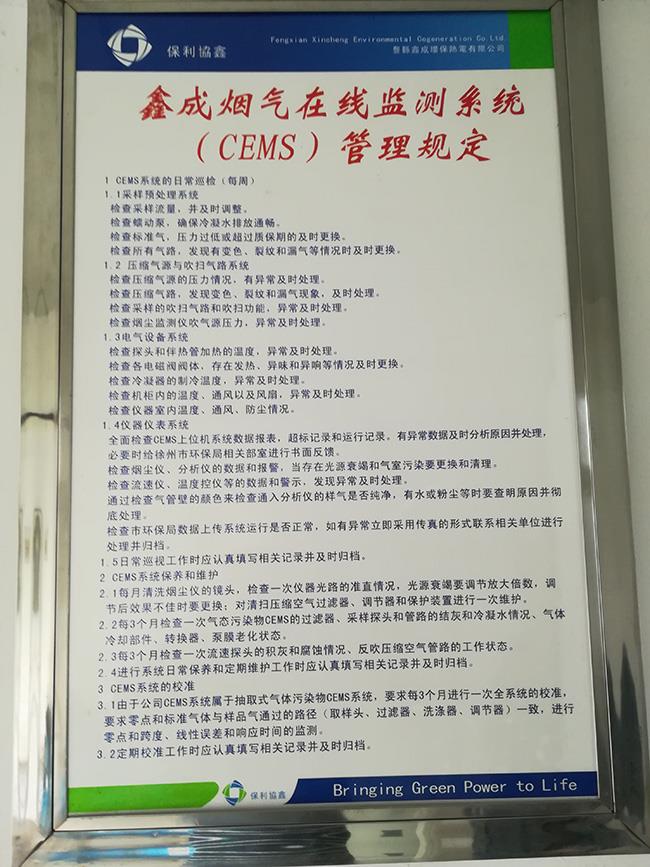 保利協鑫
Fengxian Xincheng Environmental Cogeneration Co.Ltd.
豐縣鑫成環保熱電有限公司
鑫成烟气在线监测系统
（CEMS）管理规定
1 CEMS系统的日常巡检（每周）
1.1采样预处理系统
检查采样流量，并及时调整。
检查蠕动泵，确保冷凝水排放通畅。
检查标准气，压力过低或超过质保期的及时更换。
检查所有气路，发现有变色、裂纹和漏气等情况时及时更换。
1.2 压缩气源与吹扫气路系统
检查压缩气源的压力情况，有异常及时处理。
检查压缩气路，发现变色、裂纹和漏气现象，及时处理。
检查采样的吹扫气路和吹扫功能，异常及时处理。
检查烟尘监测仪吹气源压力，异常及时处理。
1.3电气设备系统
检查探头和伴热管加热的温度，异常及时处理。
检查各电磁阀阀体，存在发热、异味和异响等情况及时更换。
检查冷凝器的制冷温度，异常及时处理。
检查机柜内的温度、通风以及风扇，异常及时处理。
检查仪器室内温度、通风、防尘情况。
1.4仪器仪表系统
全面检查CEMS上位机系统数据报表，超标记录和运行记录。有异常数据及时分析原因并处理，
必要时给徐州市环保局相关部室进行书面反馈。
检查烟尘仪、分析仪的数据和报警，当存在光源衰竭和气室污染要更换和清理。
检查流速仪、温度控仪等的数据和警示，发现异常及时处理。
通过检查气管壁的颜色来检查通入分析仪的样气是否纯净，有水或粉尘等时要查明原因并彻
底处理。
检查市环保局数据上传系统运行是否正常，如有异常立即采用传真的形式联系相关单位进行
处理并归档。
1.5日常巡视工作时应认真填写相关记录并及时归档。
2 CEMS系统保养和维护
2.1每月清洗烟尘仪的镜头，检查一次仪器光路的准直情况，光源衰竭要调节放大倍数，调
节后效果不佳时要更换；对清扫压缩空气过滤器、调节器和保护装置进行一次维护。
2.2每3个月检查一次气态污染物CEMS的过滤器、采样探头和管路的结灰和冷凝水情况、气体
冷却部件、转换器、泵膜老化状态。
2.3每3个月检查一次流速探头的积灰和腐蚀情况、反吹压缩空气管路的工作状态。
2.4进行系统日常保养和定期维护工作时应认真填写相关记录并及时归档。
3 CEMS系统的校准
3.1由于公司CEMS系统属于抽取式气体污染物CEMS系统，要求每3个月进行一次全系统的校准，
要求零点和标准气体与样品气通过的路径（取样头、过滤器、洗涤器、调节器）一致，进行
零点和跨度、线性误差和响应时间的监测。
3.2定期校准工作时应认真填写相关记录并及时归档。
保利協鑫
Bringing Green Power to Life